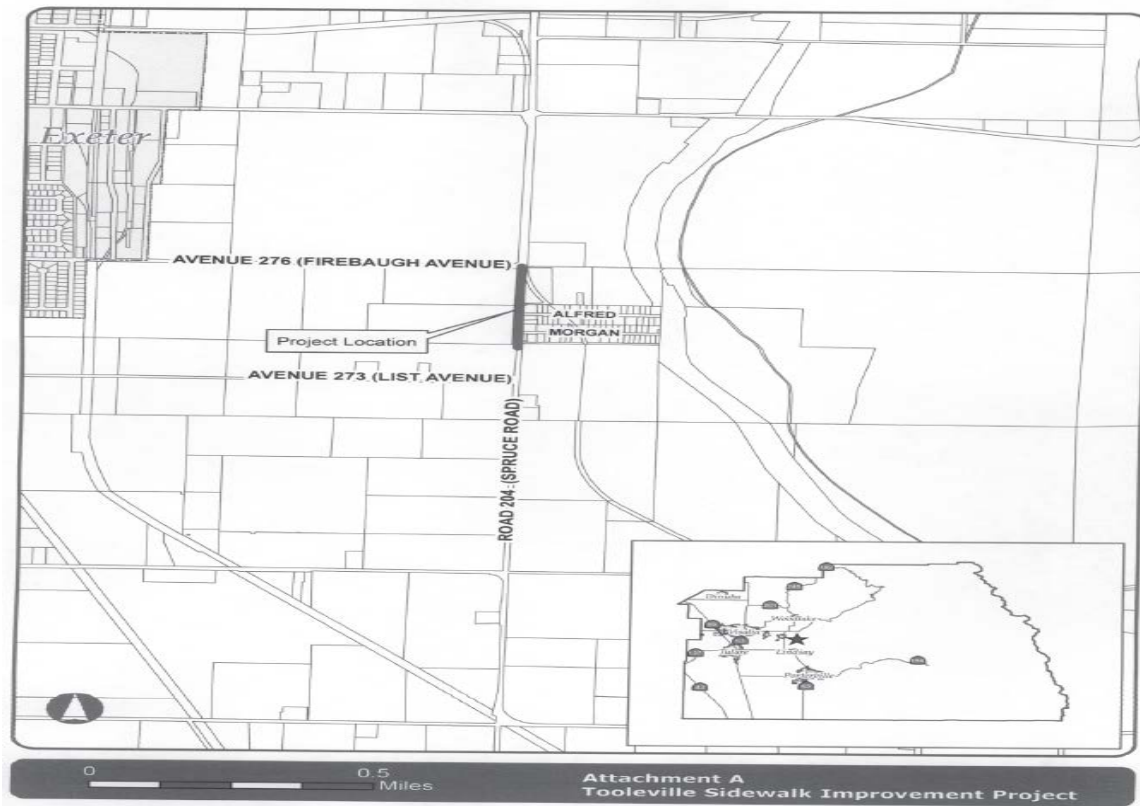 Exeter
AVENUE 276 (FIREBAUGH AVENUE)
ALFRED
MORGAN
Project Location
AVENUE 273 (LIST AVENUE)
ROAD 204 (SPRUCE ROAD)
Dinuba
Woodlake
Visalia
Tulare
Lindsay
Porterville
0
0.5
Miles
Attachment A
Tooleville Sidewalk Improvement Project